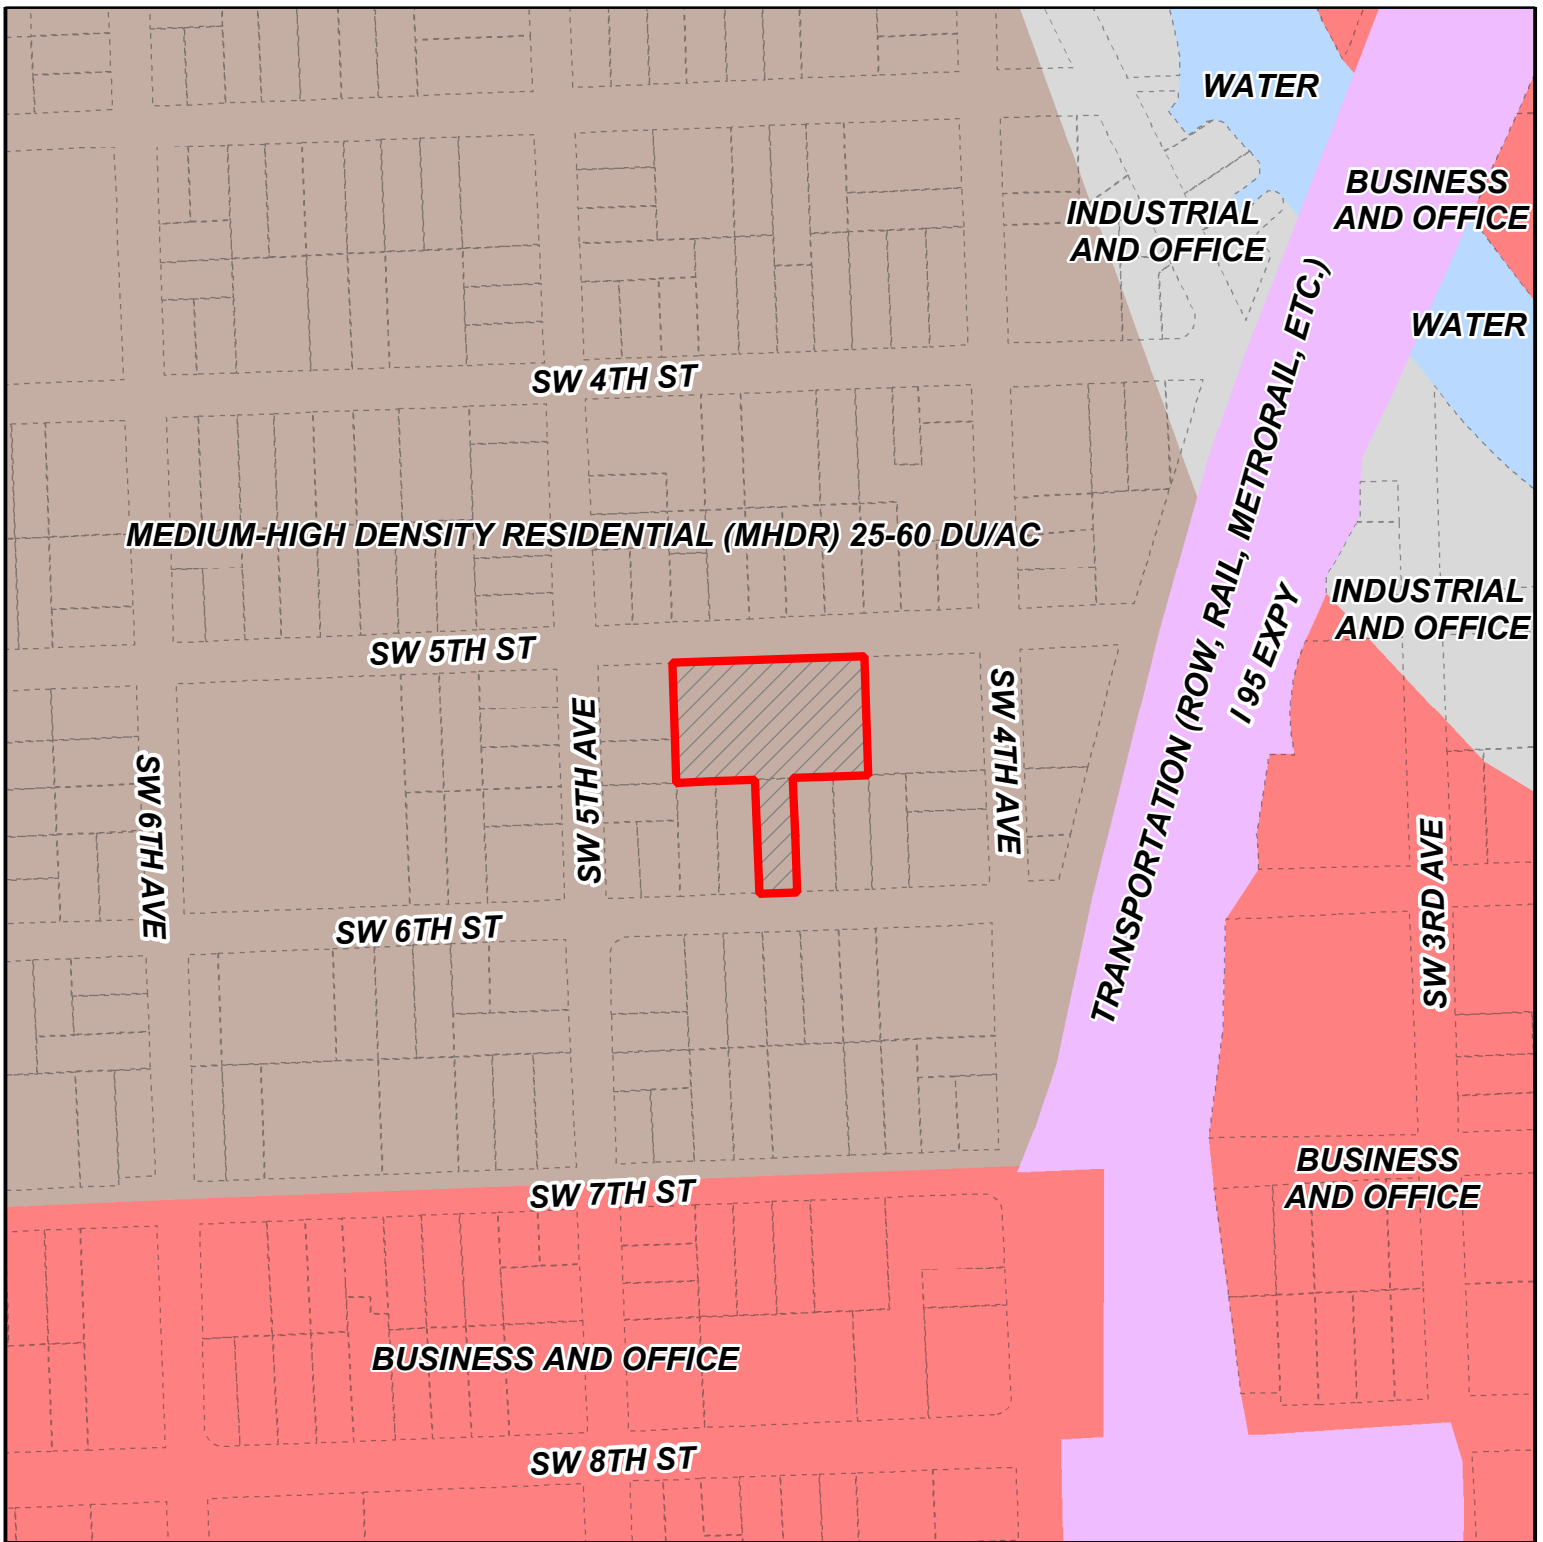 WATER
BUSINESS
AND OFFICE
INDUSTRIAL
AND OFFICE
WATER
TRANSPORTATION (ROW, RAIL, METRORAIL, ETC.)
SW 4TH ST
MEDIUM-HIGH DENSITY RESIDENTIAL (MHDR) 25-60 DU/AC
I 95 EXPY
INDUSTRIAL
AND OFFICE
SW 5TH ST
SW 6TH AVE
SW 5TH AVE
SW 4TH AVE
SW 3RD AVE
SW 6TH ST
BUSINESS
AND OFFICE
SW 7TH ST
BUSINESS AND OFFICE
SW 8TH ST